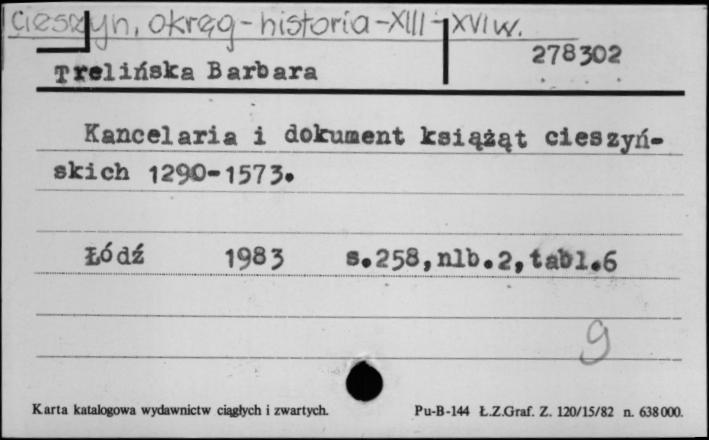 Cieszyn, okręg - historia - XIII - XVI w.
278302
Trelińska Barbara
Kancelaria i dokument książąt cieszyń-
skich 1290-1573.
Łódź 1983 s.258,nlb.2,tabl.6
9
Karta katalogowa wydawnictw ciągłych i zwartych. Pu-B-144 Ł.Z.Graf. Z. 120/15/82 n. 638000.